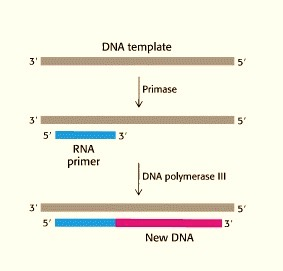 DNA template
3' 5'
Primase
3' 5'
5' 3'
RNA
primer
DNA polymerase III
3' 5'
5' 3'
New DNA